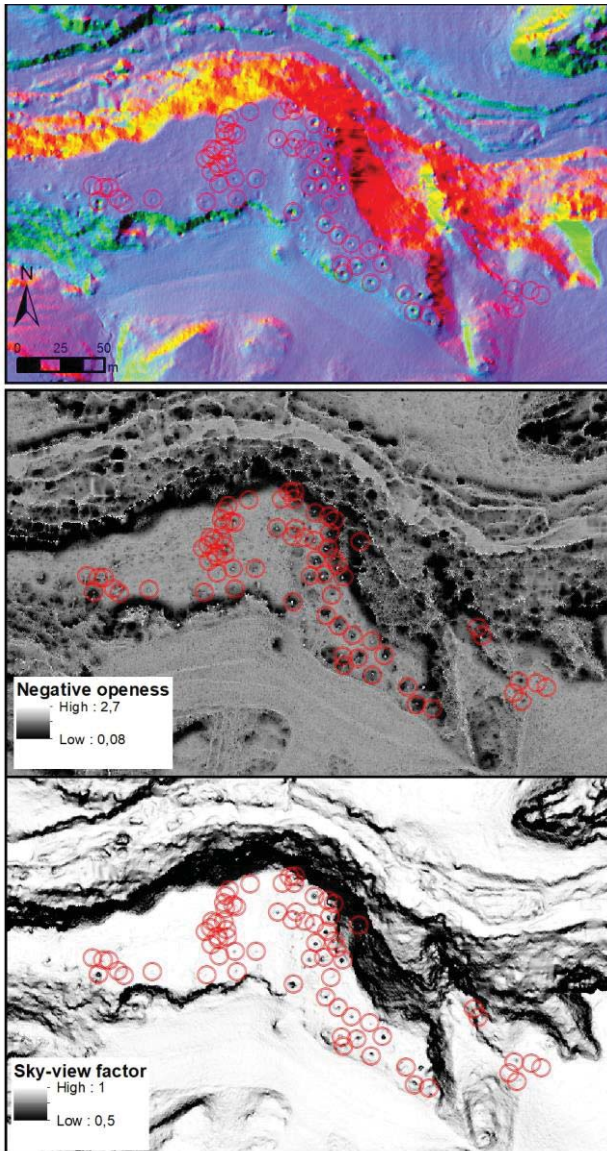 N
0 25 50
m
Negative openess
High : 2,7
Low : 0,08
Sky-view factor
High : 1
Low : 0,5